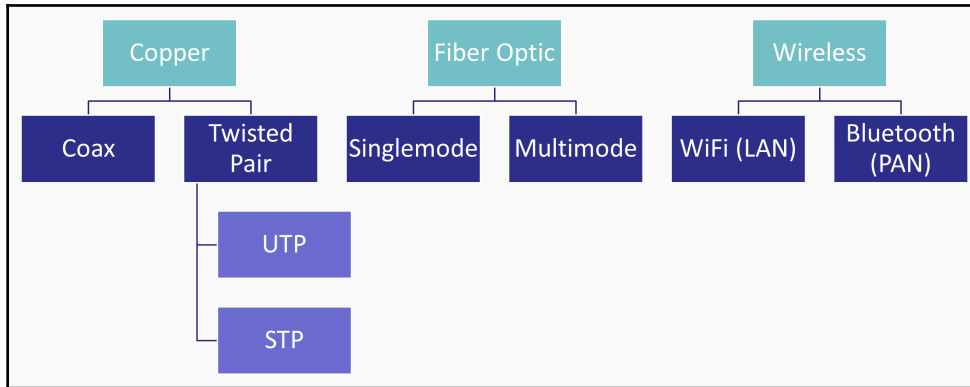 Copper
Fiber Optic
Wireless
Coax
Twisted
Pair
Singlemode
Multimode
WiFi (LAN)
Bluetooth
(PAN)
UTP
STP